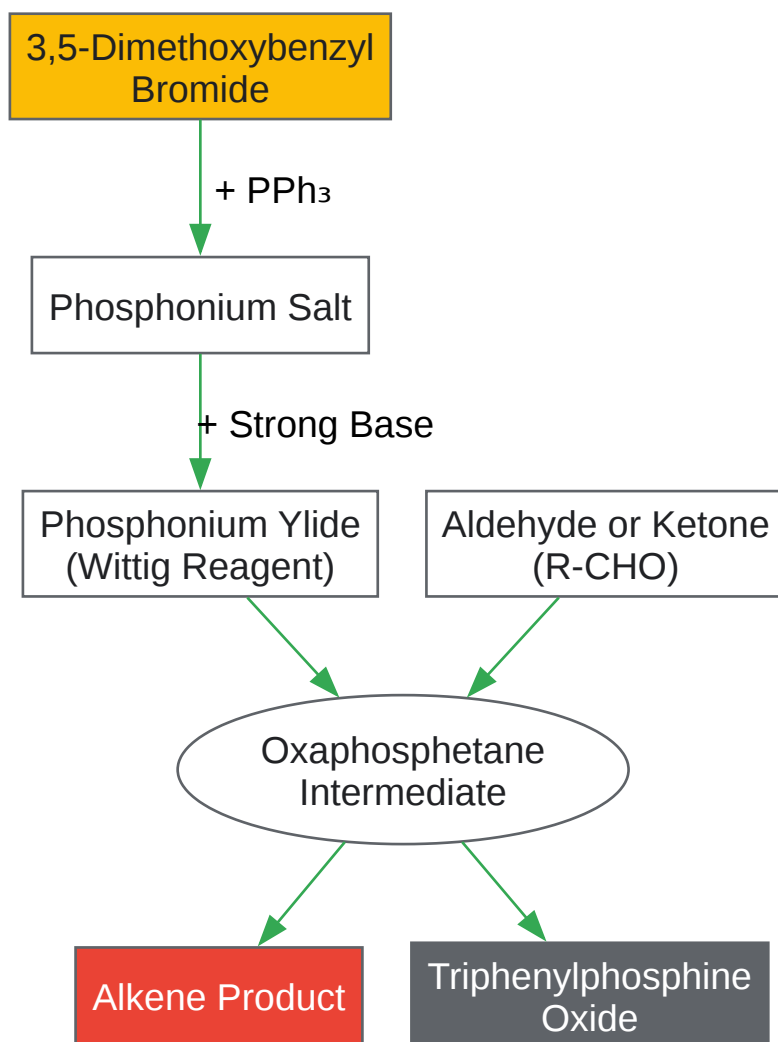 3,5-Dimethoxybenzyl
Bromide
+ PPh₃
Phosphonium Salt
+ Strong Base
Phosphonium Ylide
(Wittig Reagent)
Aldehyde or Ketone
(R-CHO)
Oxaphosphetane
Intermediate
Alkene Product
Triphenylphosphine
Oxide